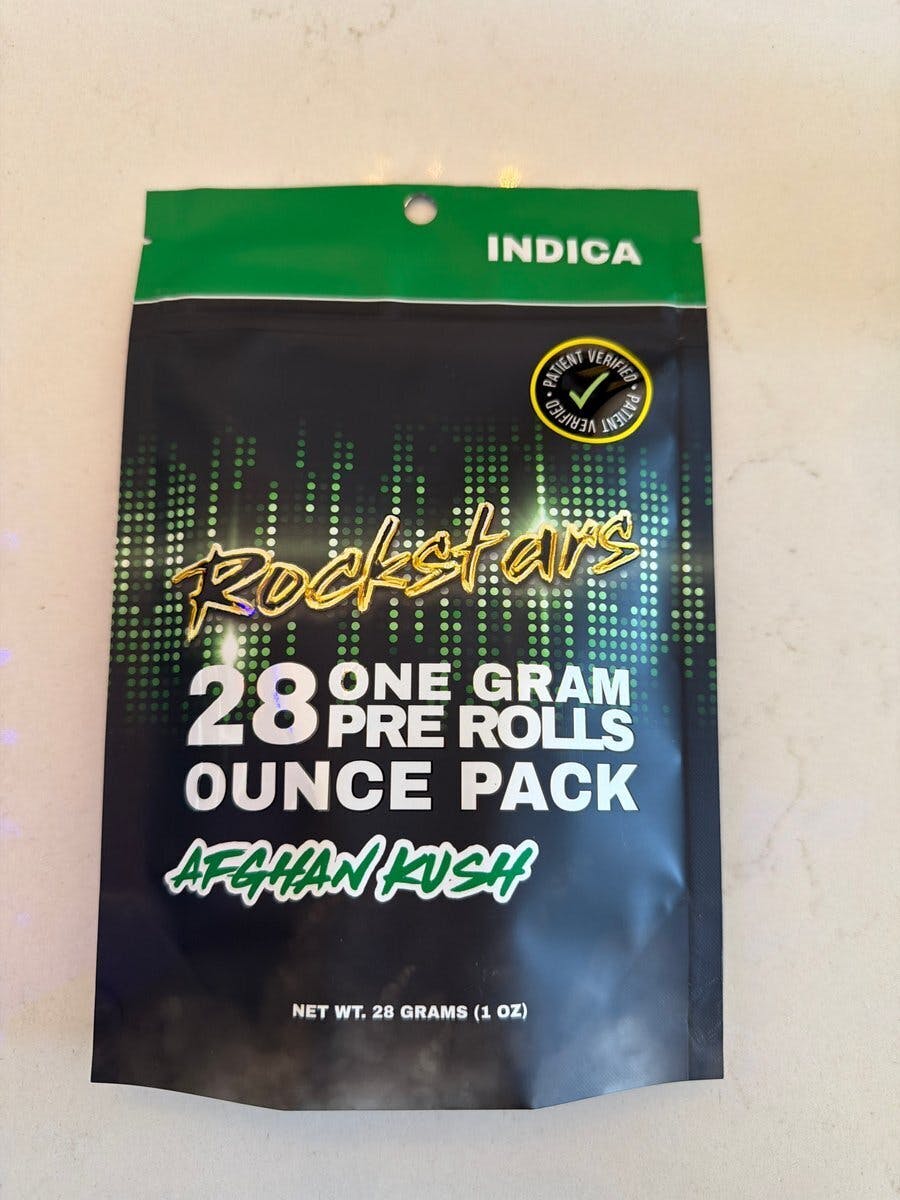 INDICA
PATIENT VERIFIED • PATIENT VERIFIED •
Rockstars
28 ONE GRAM
PRE ROLLS
OUNCE PACK
AFGHAN KUSH
NET WT. 28 GRAMS (1 OZ)